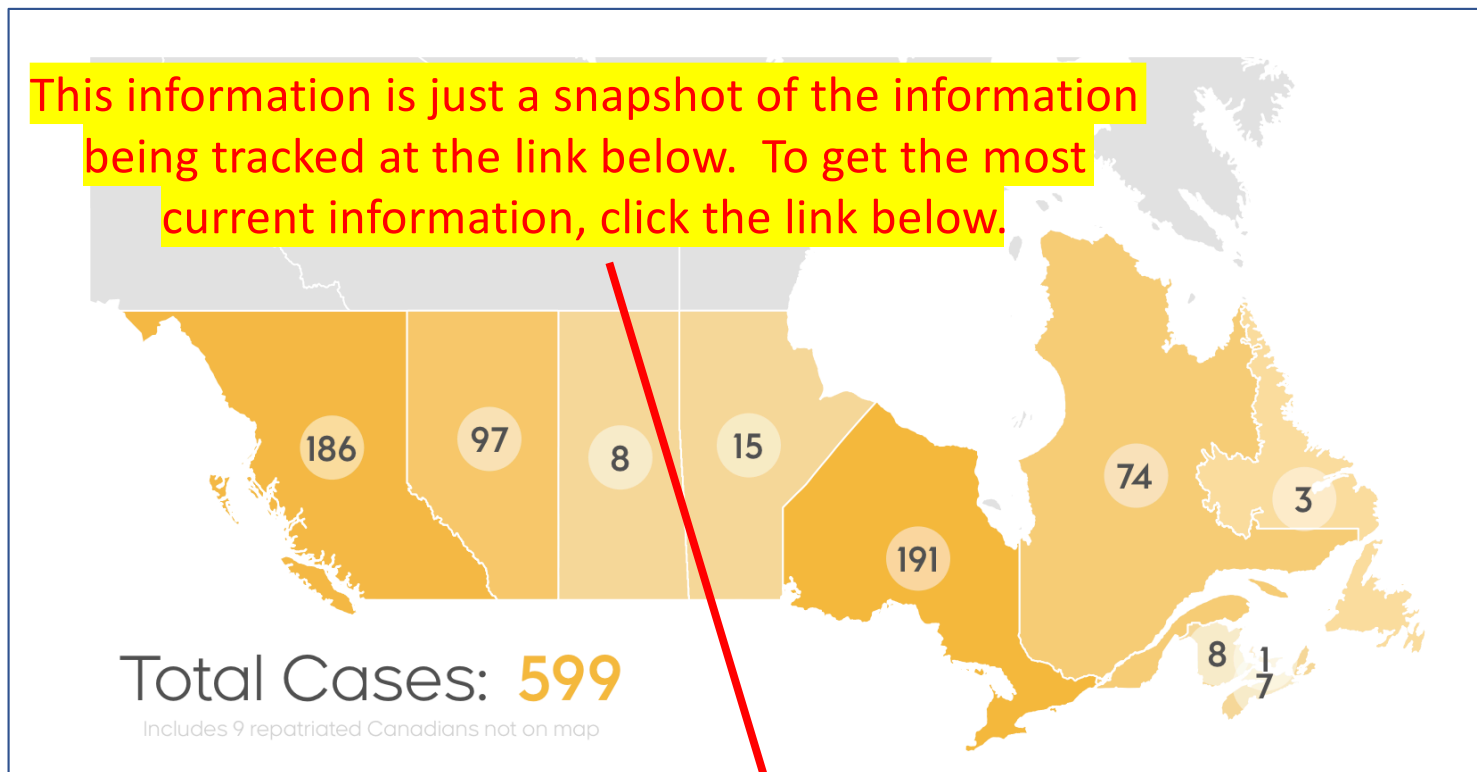 This information is just a snapshot of the information
being tracked at the link below.  To get the most
current information, click the link below.
186
97
8
15
191
74
3
8
1
7
Total Cases: 599
Includes 9 repatriated Canadians not on map